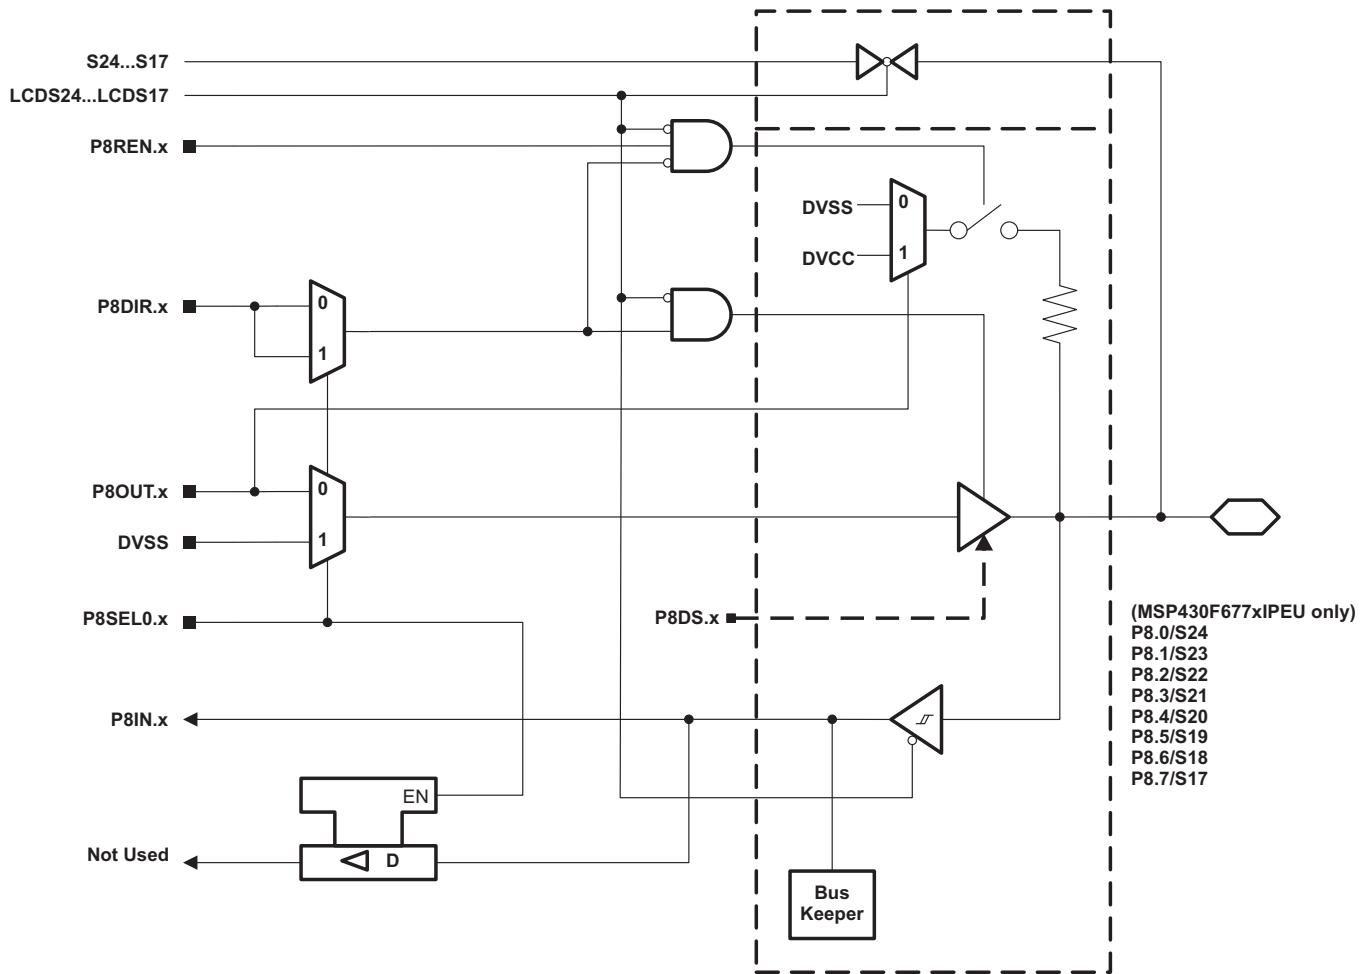 S24...S17
LCDS24...LCDS17
P8REN.x
DVSS
0
DVCC
1
P8DIR.x
0
1
P8OUT.x
0
DVSS
1
P8SEL0.x
P8DS.x
(MSP430F677xIPEU only)
P8.0/S24
P8.1/S23
P8.2/S22
P8.3/S21
P8.4/S20
P8.5/S19
P8.6/S18
P8.7/S17
P8IN.x
EN
Not Used
D
Bus
Keeper